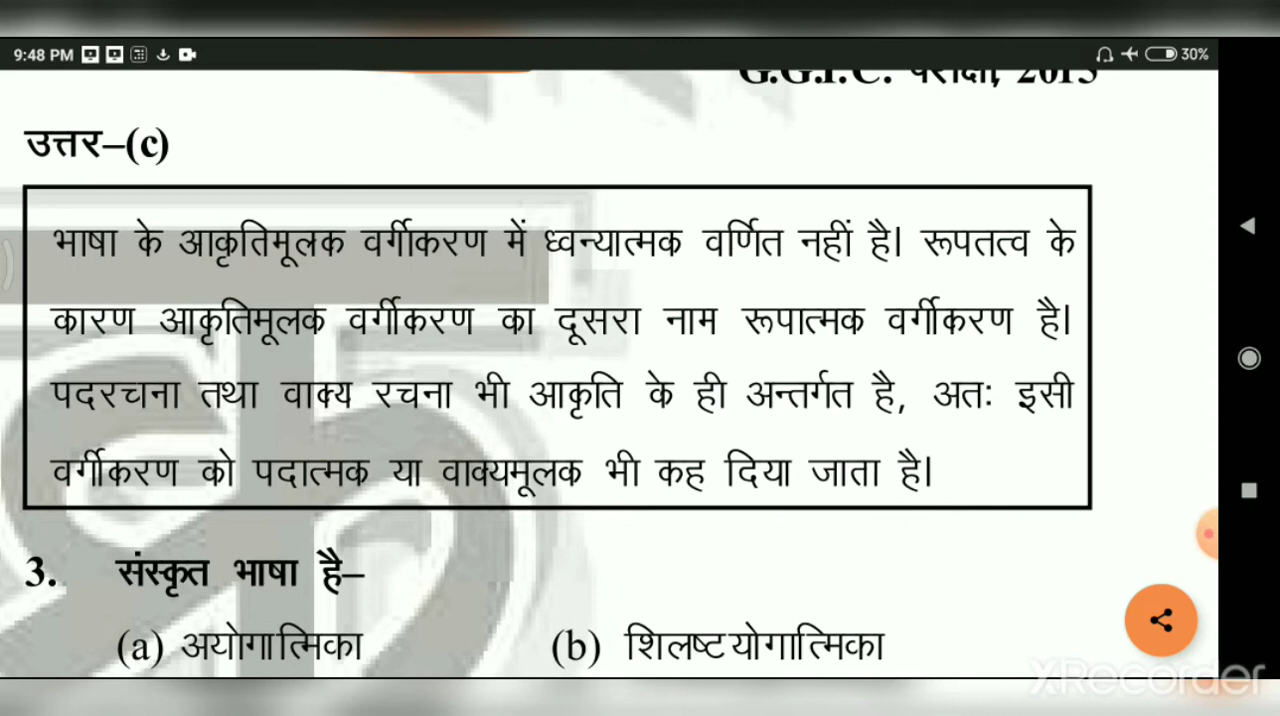 9:48 PM
30%
G.G.I.C. परीक्षा, 2015
उत्तर–(c)
भाषा के आकृतिमूलक वर्गीकरण में ध्वन्यात्मक वर्णित नहीं है। रूपतत्व के
कारण आकृतिमूलक वर्गीकरण का दूसरा नाम रूपात्मक वर्गीकरण है।
पदरचना तथा वाक्य रचना भी आकृति के ही अन्तर्गत है, अतः इसी
वर्गीकरण को पदात्मक या वाक्यमूलक भी कह दिया जाता है।
3. संस्कृत भाषा है–
(a) अयोगात्मिका (b) शिलष्टयोगात्मिका
XRecorder